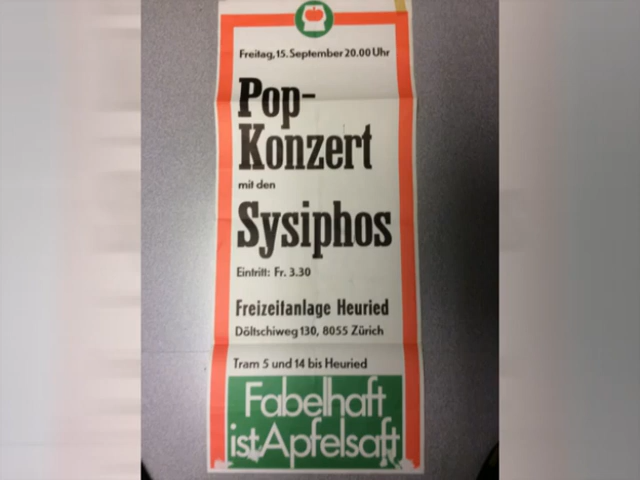 Freitag, 15. September 20.00 Uhr
Pop-
Konzert
mit den
Sysiphos
Eintritt: Fr. 3.30
Freizeitanlage Heuried
Döltschiweg 130, 8055 Zürich
Tram 5 und 14 bis Heuried
Fabelhaft
ist Apfelsaft